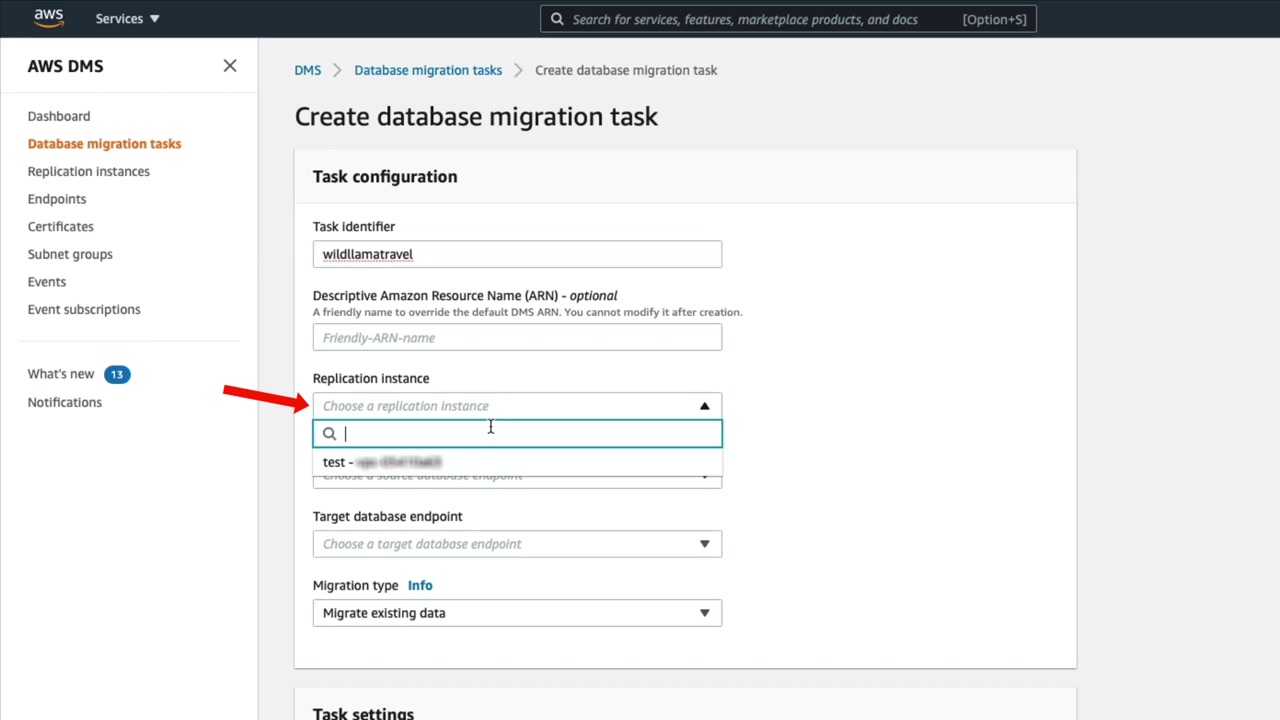 aws
Services
Search for services, features, marketplace products, and docs [Option+S]
AWS DMS
Dashboard
Database migration tasks
Replication instances
Endpoints
Certificates
Subnet groups
Events
Event subscriptions
What's new 13
Notifications
DMS
Database migration tasks
Create database migration task
Create database migration task
Task configuration
Task identifier
wildllamatravel
Descriptive Amazon Resource Name (ARN) - optional
A friendly name to override the default DMS ARN. You cannot modify it after creation.
Friendly-ARN-name
Replication instance
Choose a replication instance
test -
Choose a source database endpoint
Target database endpoint
Choose a target database endpoint
Migration type Info
Migrate existing data
Task settings